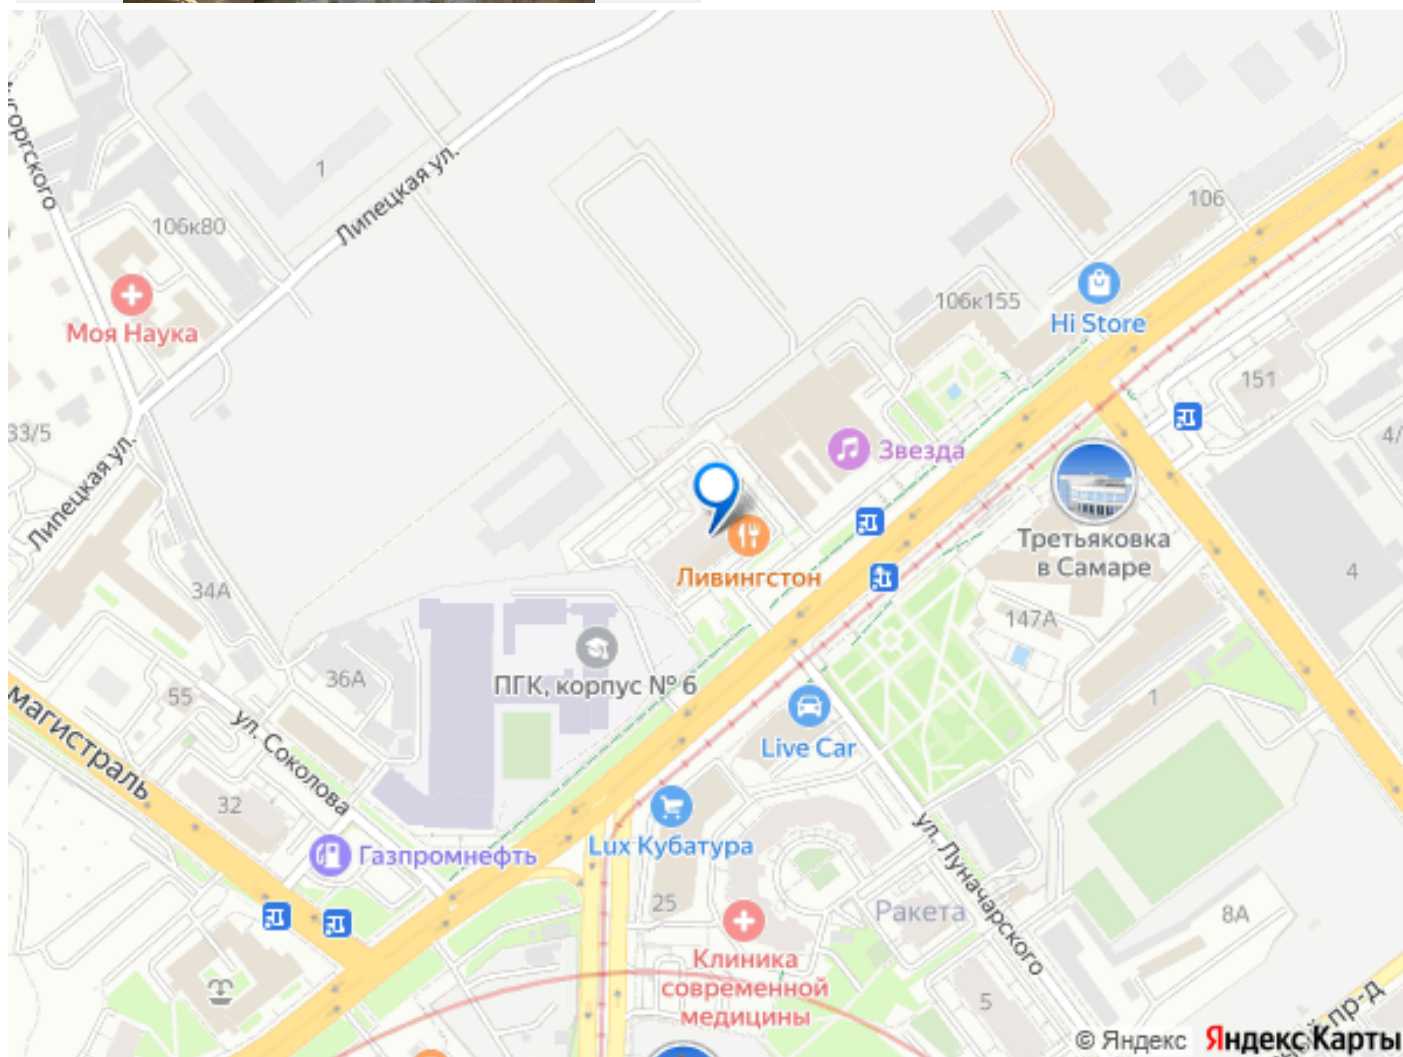 1
Липецкая ул.
106к80
Моя Наука
106
106к155
Hi Store
151
33/5
Звезда
4/
Липецкая ул.
Третьяковка
в Самаре
Ливингстон
4
34А
147А
36А
ПГК, корпус № 6
55
1
магистраль
ул. Соколова
Live Car
32
Lux Кубатура
Газпромнефть
ул. Луначарского
25
Ракета
8А
Клиника
современной
медицины
5
пр-д
© Яндекс Яндекс Карты